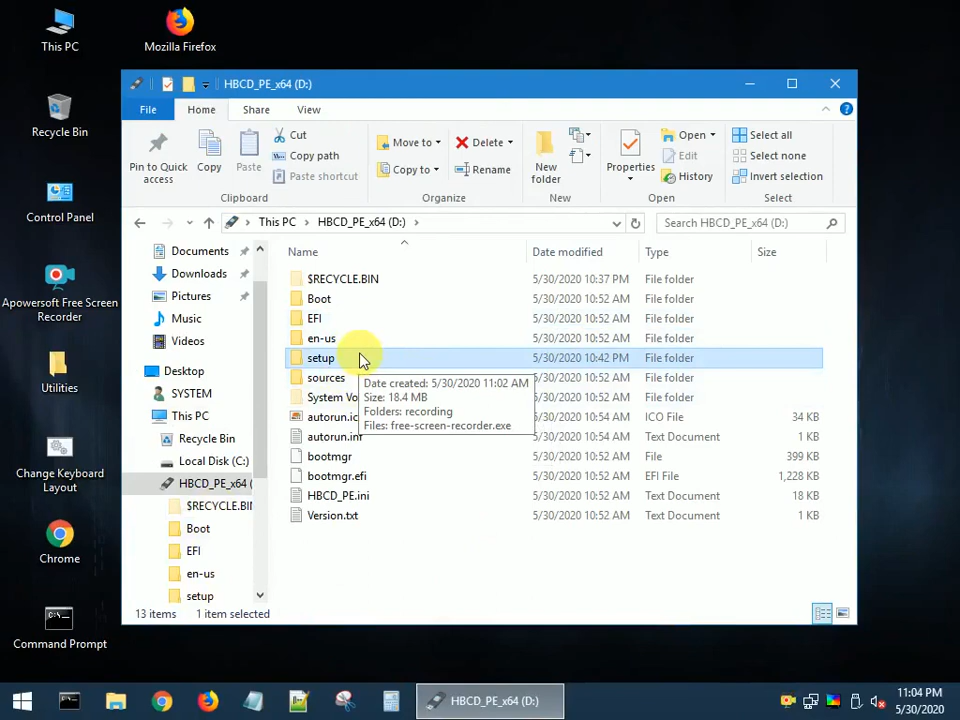 This PC
Mozilla Firefox
Recycle Bin
Control Panel
Apowersoft Free Screen
Recorder
Utilities
Change Keyboard
Layout
Chrome
Command Prompt
HBCD_PE_x64 (D:)
File
Home
Share
View
Pin to Quick
access
Copy
Paste
Cut
Copy path
Paste shortcut
Clipboard
Move to
Copy to
Delete
Rename
Organize
New
folder
New
Properties
Open
Edit
History
Open
Select all
Select none
Invert selection
Select
This PC
HBCD_PE_x64 (D:)
Search HBCD_PE_x64 (D:)
Documents
Downloads
Pictures
Music
Videos
Desktop
SYSTEM
This PC
Recycle Bin
Local Disk (C:)
HBCD_PE_x64 (
$RECYCLE.BIN
Boot
EFI
en-us
setup
Name Date modified Type Size
$RECYCLE.BIN 5/30/2020 10:37 PM File folder
Boot 5/30/2020 10:52 AM File folder
EFI 5/30/2020 10:52 AM File folder
en-us 5/30/2020 10:52 AM File folder
setup 5/30/2020 10:42 PM File folder
sources 5/30/2020 10:52 AM File folder
System Vo 5/30/2020 10:52 AM File folder
autorun.ic 5/30/2020 10:54 AM ICO File 34 KB
autorun.inf 5/30/2020 10:54 AM Text Document 1 KB
bootmgr 5/30/2020 10:52 AM File 399 KB
bootmgr.efi 5/30/2020 10:52 AM EFI File 1,228 KB
HBCD_PE.ini 5/30/2020 10:52 AM Text Document 18 KB
Version.txt 5/30/2020 10:52 AM Text Document 1 KB
Date created: 5/30/2020 11:02 AM
Size: 18.4 MB
Folders: recording
Files: free-screen-recorder.exe
13 items 1 item selected
HBCD_PE_x64 (D:)
11:04 PM
5/30/2020